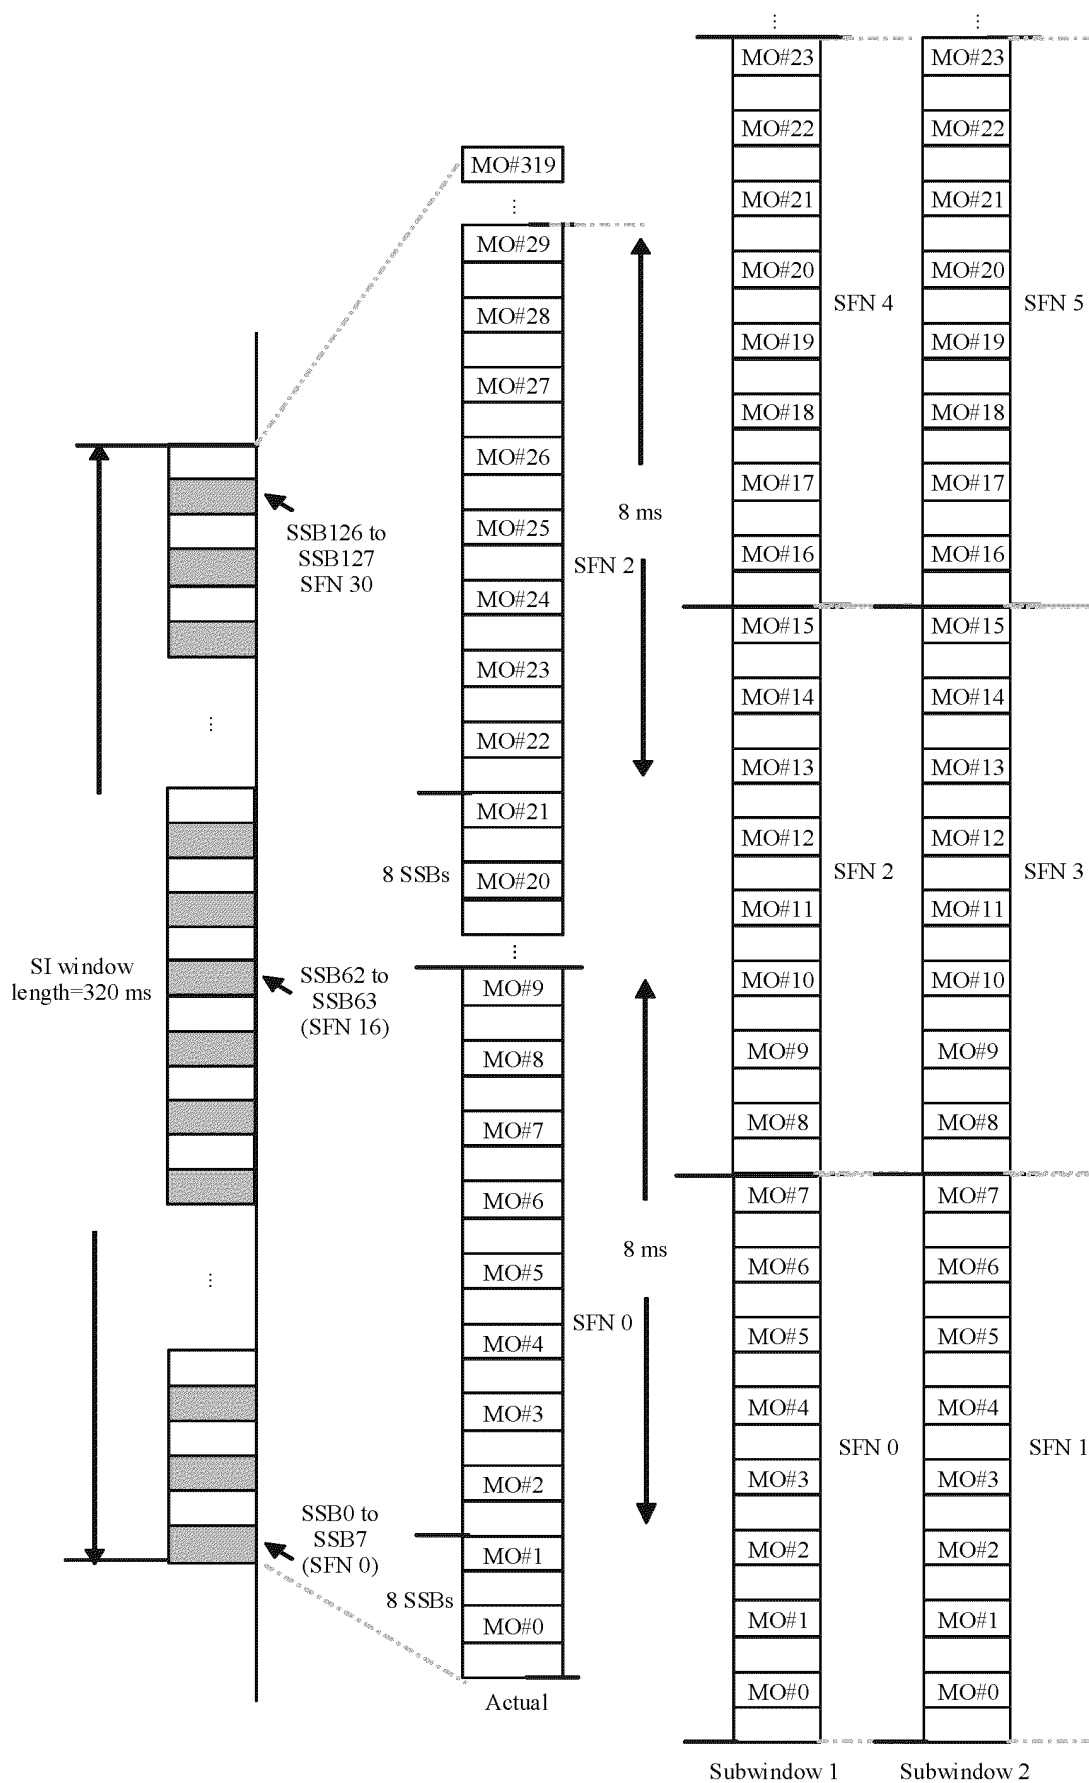 SI window
length=320 ms
SSB126 to
SSB127
SFN 30
⋮
SSB62 to
SSB63
(SFN 16)
⋮
SSB0 to
SSB7
(SFN 0)
MO#319
⋮
MO#29
MO#28
MO#27
MO#26
MO#25
MO#24
MO#23
MO#22
MO#21
MO#20
8 SSBs
SFN 2
8 ms
⋮
MO#9
MO#8
MO#7
MO#6
MO#5
MO#4
MO#3
MO#2
MO#1
MO#0
8 SSBs
SFN 0
8 ms
Actual
⋮
MO#23
MO#22
MO#21
MO#20
MO#19
MO#18
MO#17
MO#16
SFN 4
MO#15
MO#14
MO#13
MO#12
MO#11
MO#10
MO#9
MO#8
SFN 2
MO#7
MO#6
MO#5
MO#4
MO#3
MO#2
MO#1
MO#0
SFN 0
Subwindow 1
⋮
MO#23
MO#22
MO#21
MO#20
MO#19
MO#18
MO#17
MO#16
SFN 5
MO#15
MO#14
MO#13
MO#12
MO#11
MO#10
MO#9
MO#8
SFN 3
MO#7
MO#6
MO#5
MO#4
MO#3
MO#2
MO#1
MO#0
SFN 1
Subwindow 2